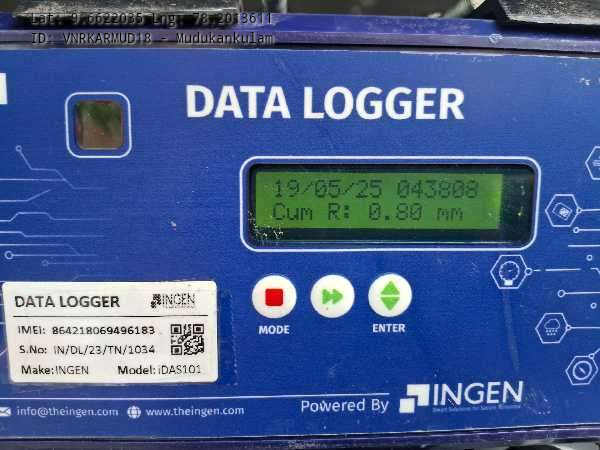 Lat: 9.6622035 Lng: 78.2013611
ID: VNRKARMUD18 - Mudukankulam
DATA LOGGER
19/05/25 043808
Cum R: 0.80 mm
MODE
ENTER
DATA LOGGER
INGEN
IMEI: 864218069496183
S.No: IN/DL/23/TN/1034
Make: INGEN Model: iDAS101
info@theingen.com
www.theingen.com
Powered By
INGEN